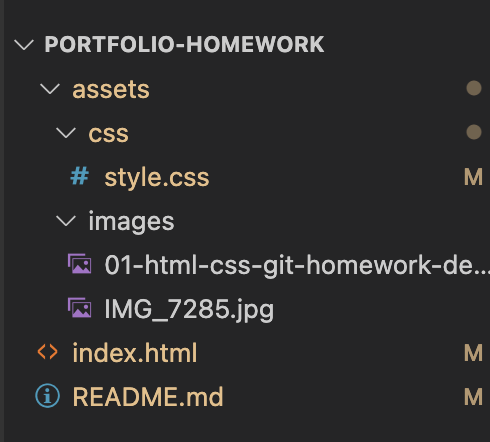 PORTFOLIO-HOMEWORK
assets
css
# style.css M
images
01-html-css-git-homework-de...
IMG_7285.jpg
<> index.html M
README.md M